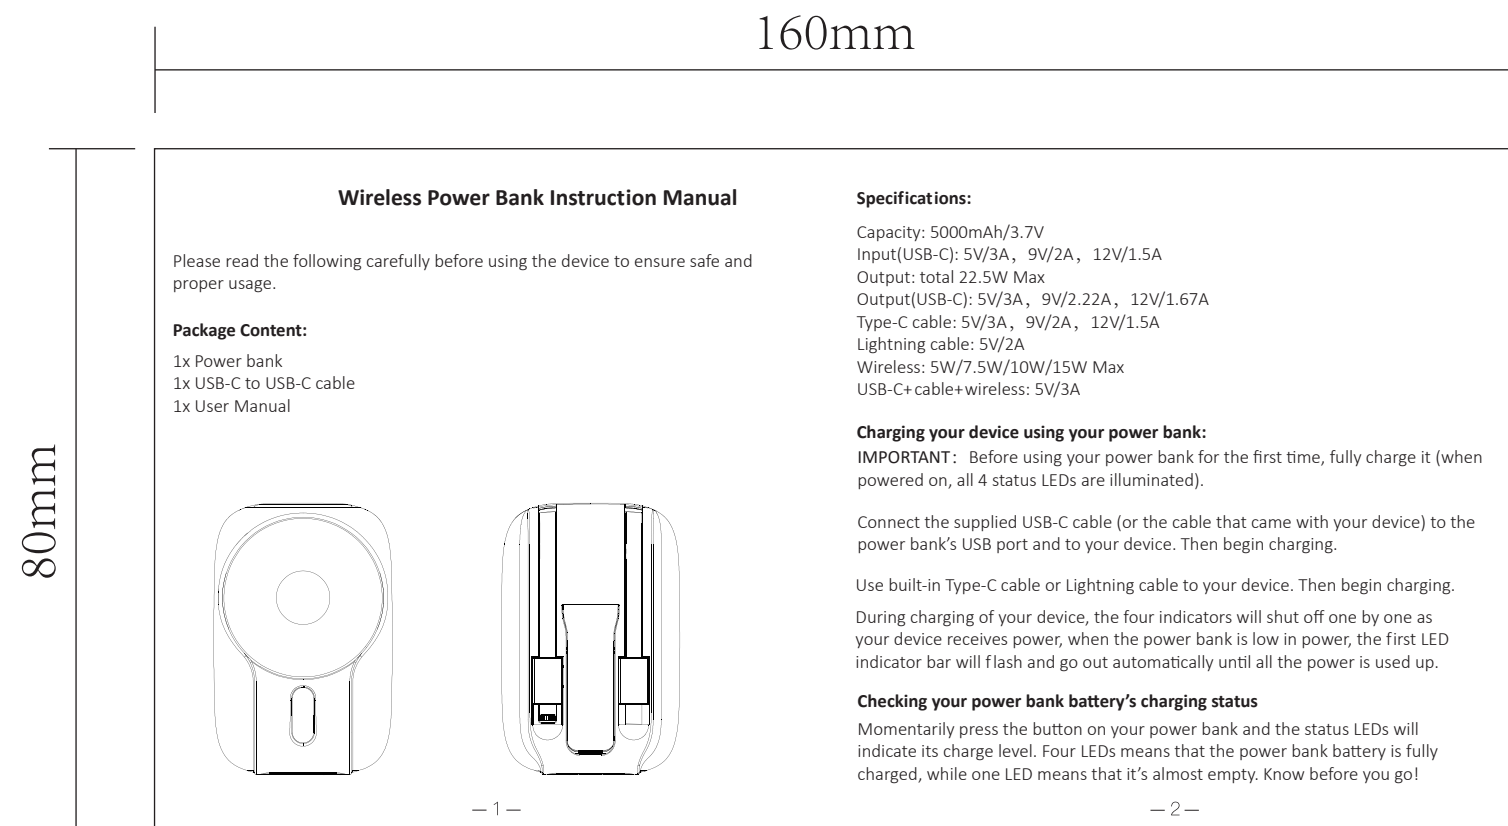 160mm
80mm
Wireless Power Bank Instruction Manual
Please read the following carefully before using the device to ensure safe and
proper usage.
Package Content:
1x Power bank
1x USB-C to USB-C cable
1x User Manual
— 1 —
Specifications:
Capacity: 5000mAh/3.7V
Input(USB-C): 5V/3A，9V/2A，12V/1.5A
Output: total 22.5W Max
Output(USB-C): 5V/3A，9V/2.22A，12V/1.67A
Type-C cable: 5V/3A，9V/2A，12V/1.5A
Lightning cable: 5V/2A
Wireless: 5W/7.5W/10W/15W Max
USB-C+cable+wireless: 5V/3A
Charging your device using your power bank:
IMPORTANT： Before using your power bank for the first time, fully charge it (when
powered on, all 4 status LEDs are illuminated).
Connect the supplied USB-C cable (or the cable that came with your device) to the
power bank’s USB port and to your device. Then begin charging.
Use built-in Type-C cable or Lightning cable to your device. Then begin charging.
During charging of your device, the four indicators will shut off one by one as
your device receives power, when the power bank is low in power, the first LED
indicator bar will flash and go out automatically until all the power is used up.
Checking your power bank battery’s charging status
Momentarily press the button on your power bank and the status LEDs will
indicate its charge level. Four LEDs means that the power bank battery is fully
charged, while one LED means that it’s almost empty. Know before you go!
— 2 —